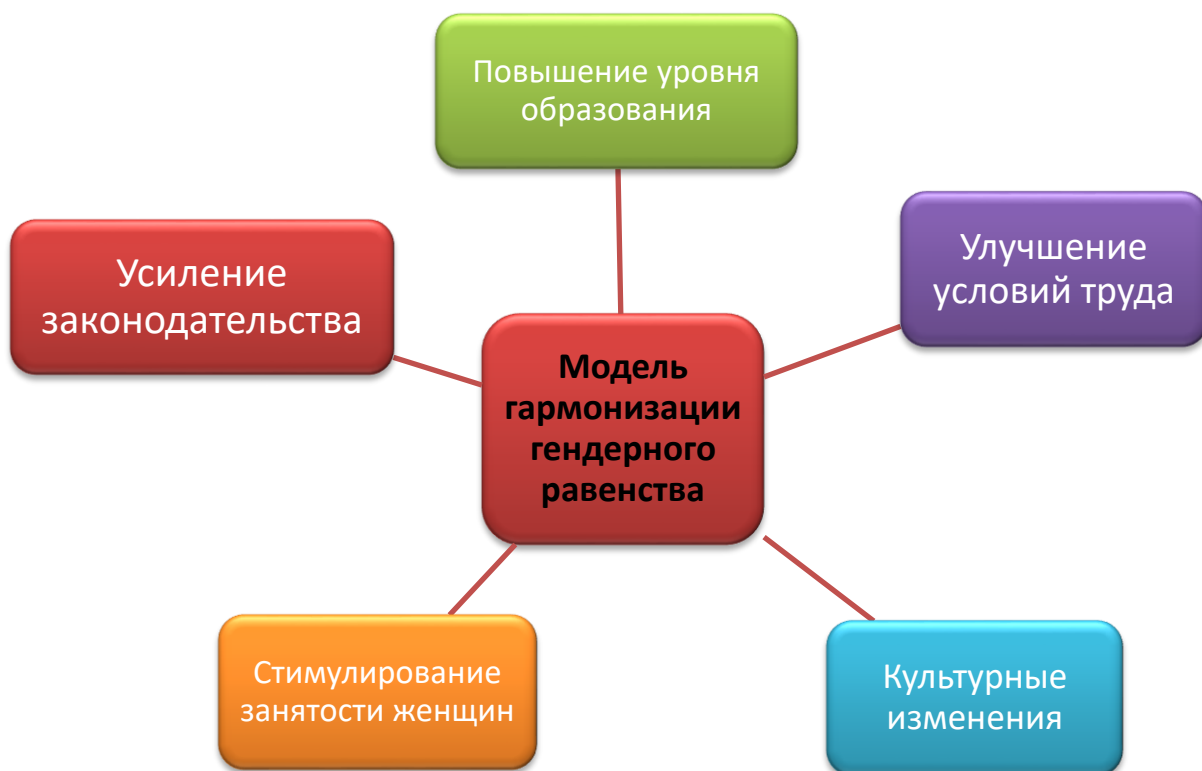 Повышение уровня
образования
Усиление
законодательства
Улучшение
условий труда
Модель
гармонизации
гендерного
равенства
Стимулирование
занятости женщин
Культурные
изменения